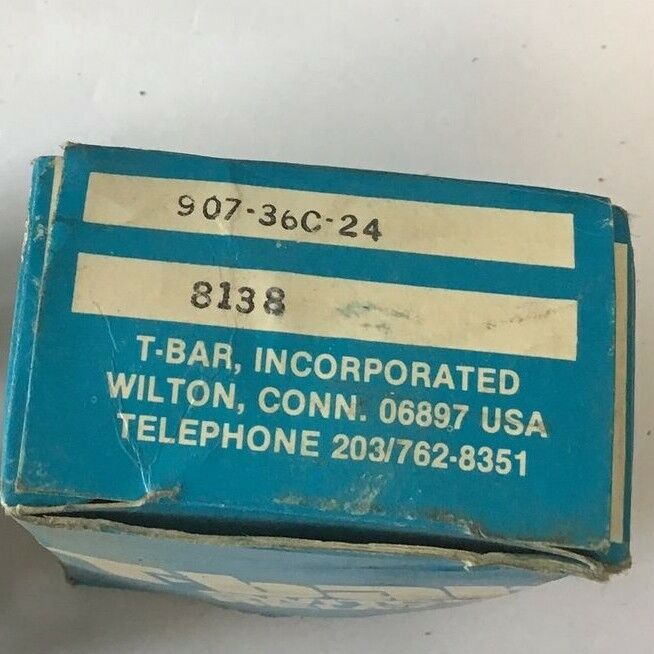 907-36C-24
8138
T-BAR, INCORPORATED
WILTON, CONN. 06897 USA
TELEPHONE 203/762-8351